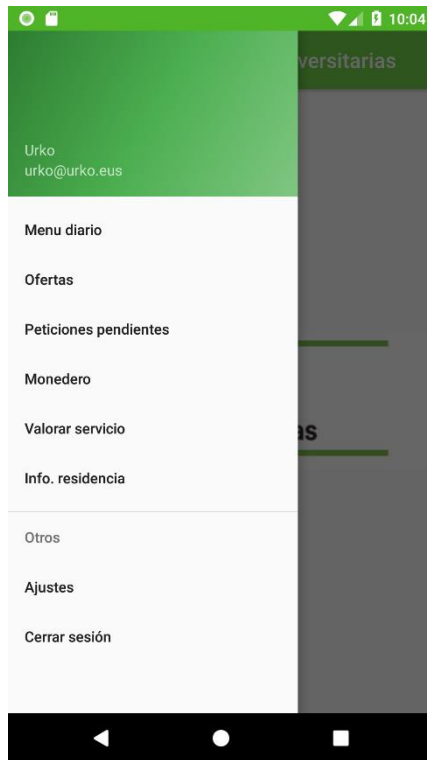 10:04
versitarias
Urko
urko@urko.eus
Menu diario
Ofertas
Peticiones pendientes
Monedero
as
Valorar servicio
Info. residencia
Otros
Ajustes
Cerrar sesión